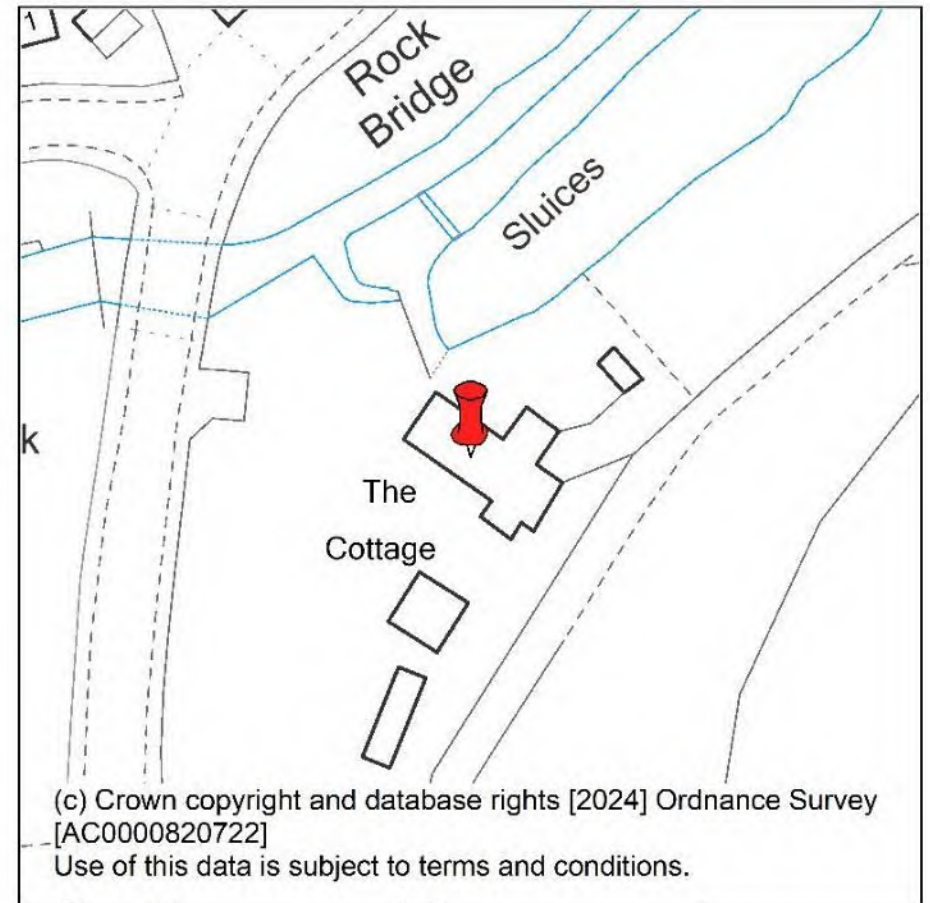 1
Rock
Bridge
Sluices
k
The
Cottage
(c) Crown copyright and database rights [2024] Ordnance Survey
[AC0000820722]
Use of this data is subject to terms and conditions.